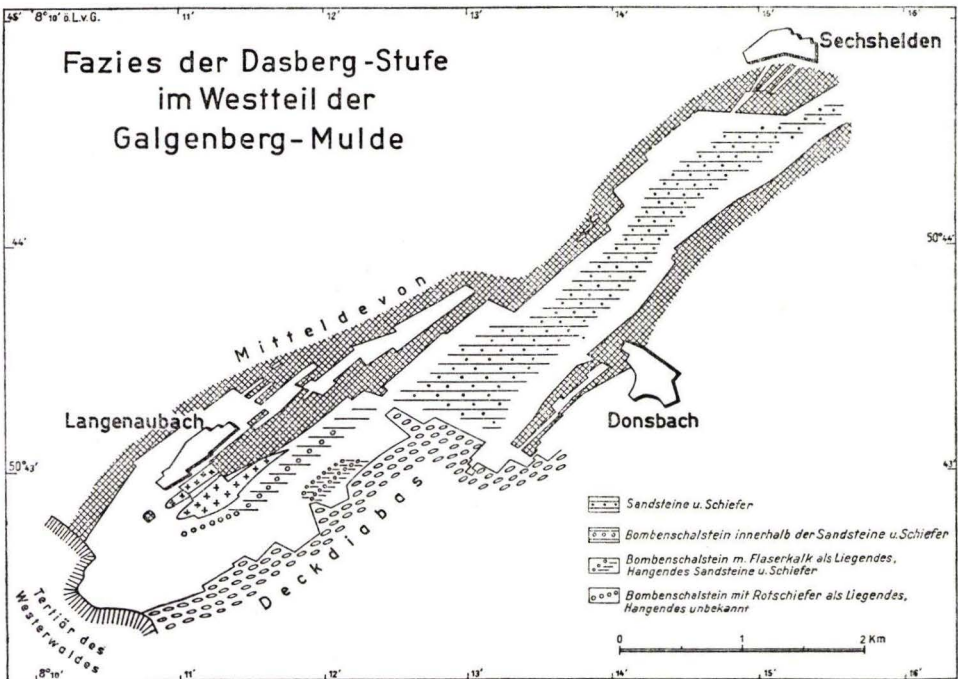 45' 8°10' ö.L.v.G. 11' 12' 13' 14' 15' 16'
Fazies der Dasberg-Stufe
im Westteil der
Galgenberg-Mulde
Sechshelden
44' 50°44'
Mitteldevon
Langenaubach
Donsbach
50°43' 43'
Deckdiabas
Sandsteine u. Schiefer
Bombenschalstein innerhalb der Sandsteine u. Schiefer
Bombenschalstein m. Flaserkalk als Liegendes,
Hangendes Sandsteine u. Schiefer
Bombenschalstein mit Rotschiefer als Liegendes,
Hangendes unbekannt
Tertiär des
Westerwaldes
0 1 2 Km
8°10' 11' 12' 13' 14' 15' 16'